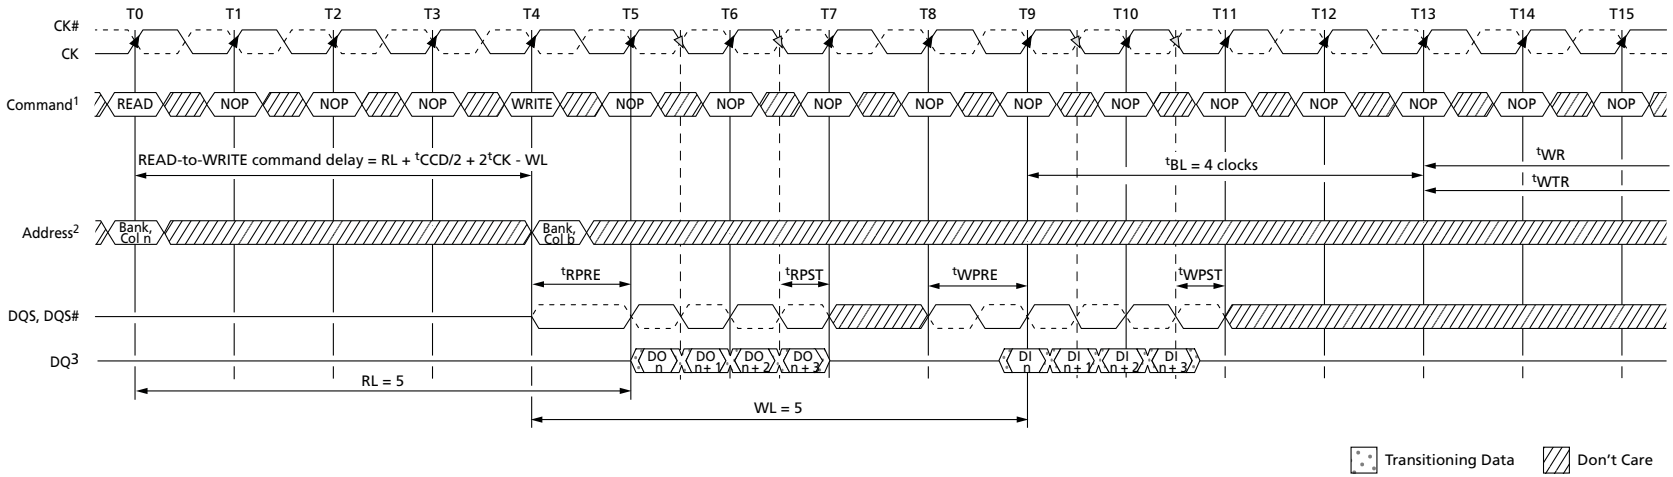 T0 T1 T2 T3 T4 T5 T6 T7 T8 T9 T10 T11 T12 T13 T14 T15
CK#
CK
Command1 READ NOP NOP NOP WRITE NOP NOP NOP NOP NOP NOP NOP NOP NOP NOP NOP
READ-to-WRITE command delay = RL + tCCD/2 + 2tCK - WL
tBL = 4 clocks
tWR
tWTR
Address2
Bank,
Col n
Bank,
Col b
tRPRE tRPST tWPRE tWPST
DQS, DQS#
DQ3
DO
n
DO
n + 1
DO
n + 2
DO
n + 3
DI
n
DI
n + 1
DI
n + 2
DI
n + 3
RL = 5
WL = 5
Transitioning Data Don't Care